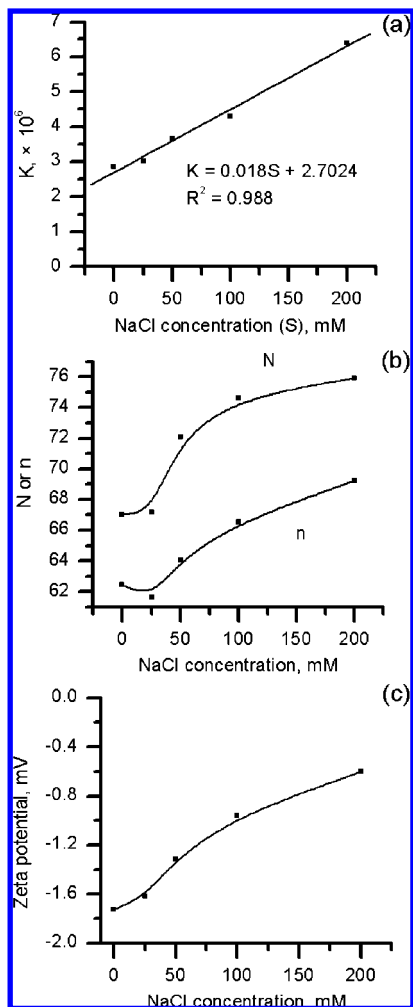 (a)
7
6
5
4
3
2
1
0
K, × 10⁶
K = 0.018S + 2.7024
R² = 0.988
0 50 100 150 200
NaCl concentration (S), mM
(b)
N
76
74
72
70
68
66
64
62
N or n
n
0 50 100 150 200
NaCl concentration, mM
(c)
0.0
-0.4
-0.8
-1.2
-1.6
-2.0
Zeta potential, mV
0 50 100 150 200
NaCl concentration, mM